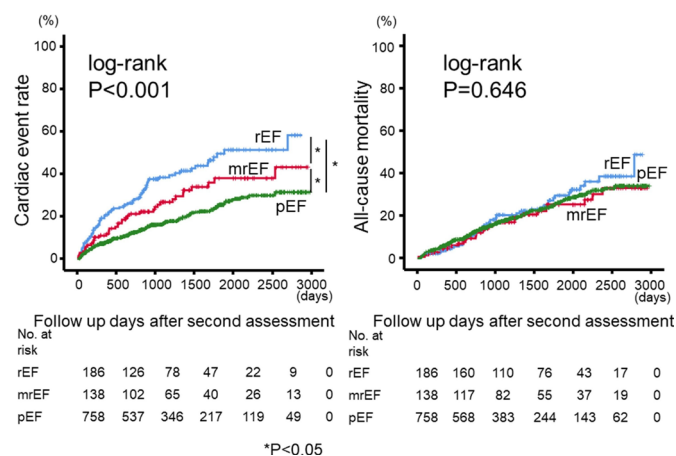 (%)
100
80
60
40
20
0
Cardiac event rate
log-rank
P<0.001
rEF
mrEF
pEF
*
*
*
0 500 1000 1500 2000 2500 3000
(days)
Follow up days after second assessment
No. at
risk
rEF 186 126 78 47 22 9 0
mrEF 138 102 65 40 26 13 0
pEF 758 537 346 217 119 49 0
(%)
100
80
60
40
20
0
All-cause mortality
log-rank
P=0.646
rEF
pEF
mrEF
0 500 1000 1500 2000 2500 3000
(days)
Follow up days after second assessment
No. at
risk
rEF 186 160 110 76 43 17 0
mrEF 138 117 82 55 37 19 0
pEF 758 568 383 244 143 62 0
*P<0.05